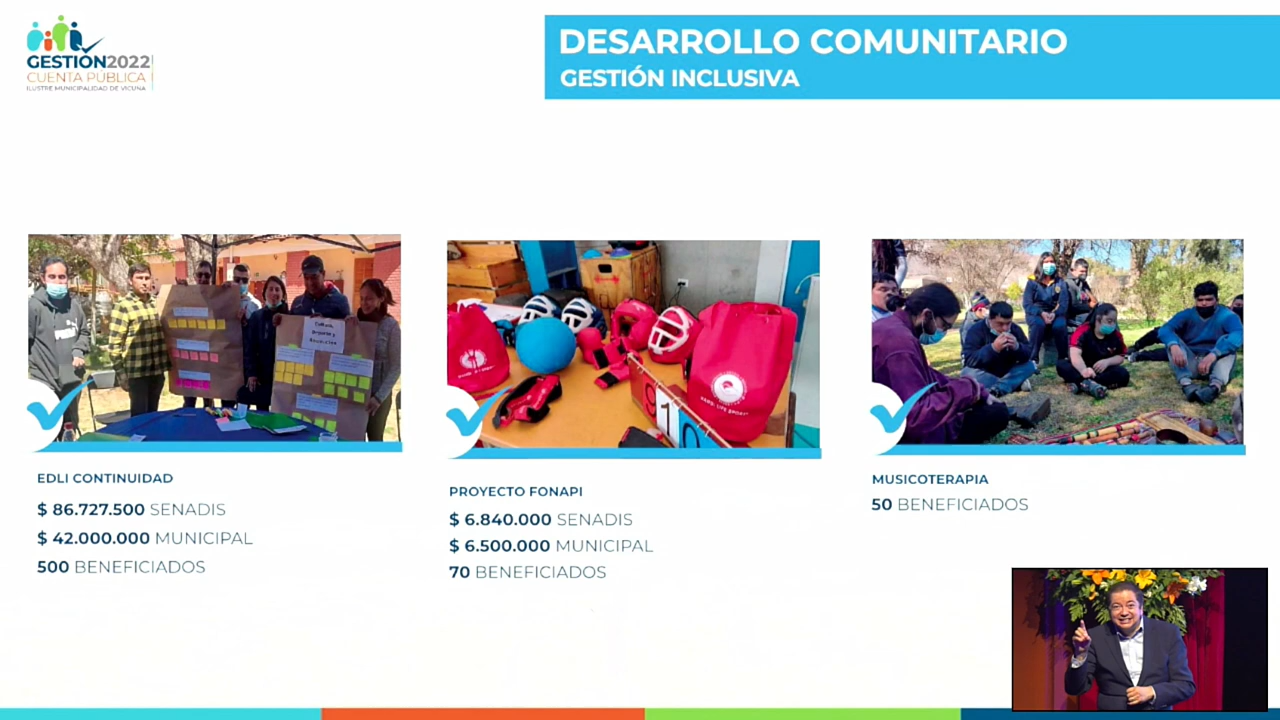 GESTIÓN2022
CUENTA PÚBLICA
ILUSTRE MUNICIPALIDAD DE VICUÑA
DESARROLLO COMUNITARIO
GESTIÓN INCLUSIVA
EDLI CONTINUIDAD
$ 86.727.500 SENADIS
$ 42.000.000 MUNICIPAL
500 BENEFICIADOS
PROYECTO FONAPI
$ 6.840.000 SENADIS
$ 6.500.000 MUNICIPAL
70 BENEFICIADOS
MUSICOTERAPIA
50 BENEFICIADOS